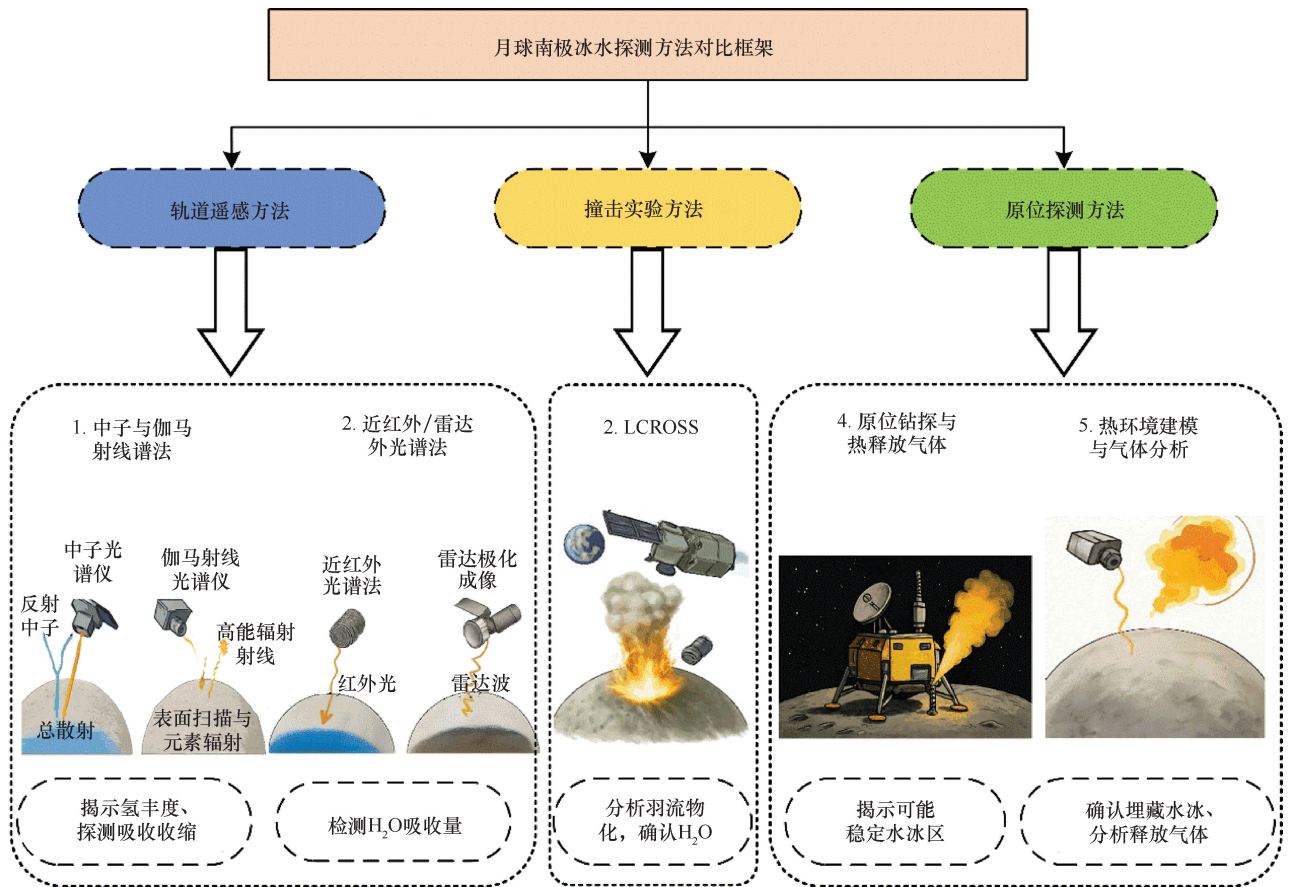 月球南极冰水探测方法对比框架
轨道遥感方法
撞击实验方法
原位探测方法
1. 中子与伽马
射线谱法
2. 近红外/雷达
外光谱法
2. LCROSS
4. 原位钻探与
热释放气体
5. 热环境建模
与气体分析
中子光
谱仪
反射
中子
总散射
伽马射线
光谱仪
高能辐射
射线
表面扫描与
元素辐射
近红外
光谱法
红外光
雷达极化
成像
雷达波
揭示氢丰度、
探测吸收收缩
检测H₂O吸收量
分析羽流物
化，确认H₂O
揭示可能
稳定水冰区
确认埋藏水冰、
分析释放气体